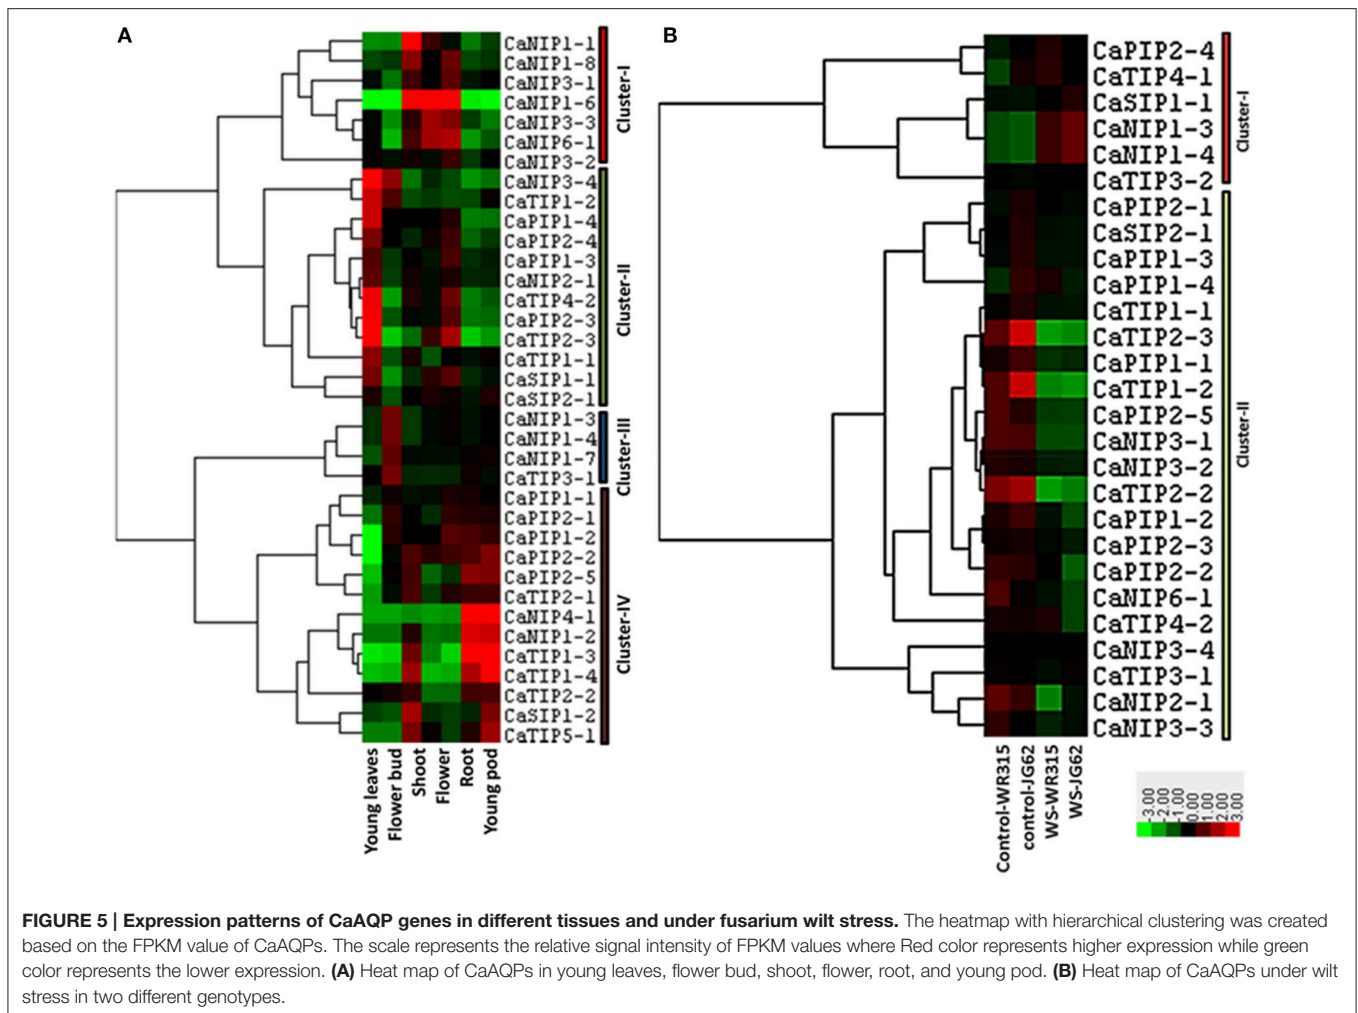 A
CaNIP1-1
CaNIP1-8
CaNIP3-1
CaNIP1-6
CaNIP3-3
CaNIP6-1
CaNIP3-2
CaNIP3-4
CaTIP1-2
CaPIP1-4
CaPIP2-4
CaPIP1-3
CaNIP2-1
CaTIP4-2
CaPIP2-3
CaTIP2-3
CaTIP1-1
CaSIP1-1
CaSIP2-1
CaNIP1-3
CaNIP1-4
CaNIP1-7
CaTIP3-1
CaPIP1-1
CaPIP2-1
CaPIP1-2
CaPIP2-2
CaPIP2-5
CaTIP2-1
CaNIP4-1
CaNIP1-2
CaTIP1-3
CaTIP1-4
CaTIP2-2
CaSIP1-2
CaTIP5-1
Cluster-I
Cluster-II
Cluster-III
Cluster-IV
Young leaves
Flower bud
Shoot
Flower
Root
Young pod
B
CaPIP2-4
CaTIP4-1
CaSIP1-1
CaNIP1-3
CaNIP1-4
CaTIP3-2
CaPIP2-1
CaSIP2-1
CaPIP1-3
CaPIP1-4
CaTIP1-1
CaTIP2-3
CaPIP1-1
CaTIP1-2
CaPIP2-5
CaNIP3-1
CaNIP3-2
CaTIP2-2
CaPIP1-2
CaPIP2-3
CaPIP2-2
CaNIP6-1
CaTIP4-2
CaNIP3-4
CaTIP3-1
CaNIP2-1
CaNIP3-3
Cluster-I
Cluster-II
Control-WR315
control-JG62
WS-WR315
WS-JG62
-3.00
-2.00
-1.00
0.00
1.00
2.00
3.00
FIGURE 5 | Expression patterns of CaAQP genes in different tissues and under fusarium wilt stress. The heatmap with hierarchical clustering was created
based on the FPKM value of CaAQPs. The scale represents the relative signal intensity of FPKM values where Red color represents higher expression while green
color represents the lower expression. (A) Heat map of CaAQPs in young leaves, flower bud, shoot, flower, root, and young pod. (B) Heat map of CaAQPs under wilt
stress in two different genotypes.